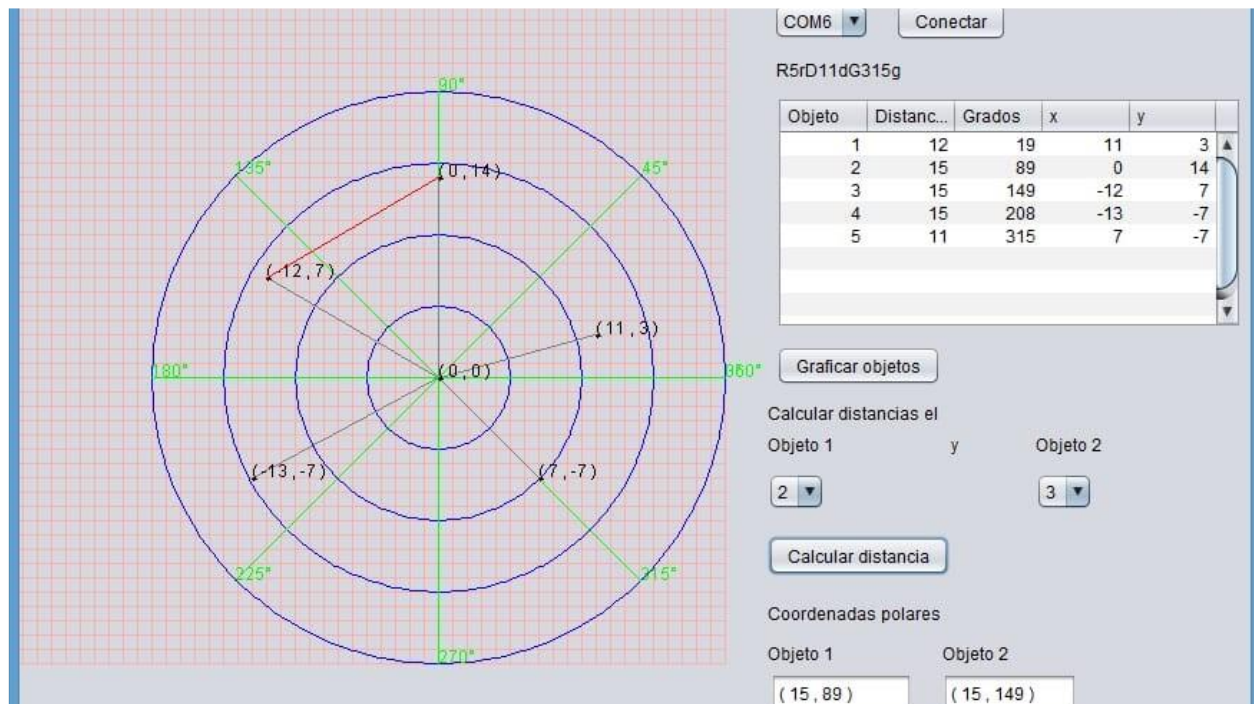 COM6 Conectar
R5rD11dG315g
Objeto Distanc... Grados x y
1 12 19 11 3
2 15 89 0 14
3 15 149 -12 7
4 15 208 -13 -7
5 11 315 7 -7
Graficar objetos
Calcular distancias el
Objeto 1 y Objeto 2
2 3
Calcular distancia
Coordenadas polares
Objeto 1 Objeto 2
(15,89) (15,149)
90°
135° 45°
(0,14)
(-12,7)
(11,3)
180° (0,0)
(-13,-7) (7,-7)
225° 315°
270°